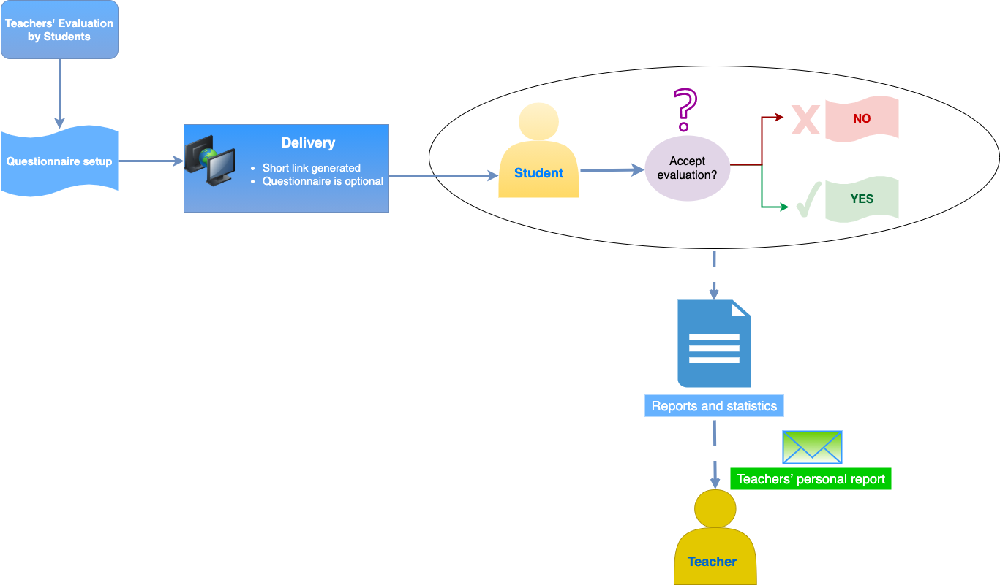 Teachers' Evaluation
by Students
Questionnaire setup
Delivery
• Short link generated
• Questionnaire is optional
Student
?
Accept
evaluation?
X
NO
✓
YES
Reports and statistics
Teachers’ personal report
Teacher